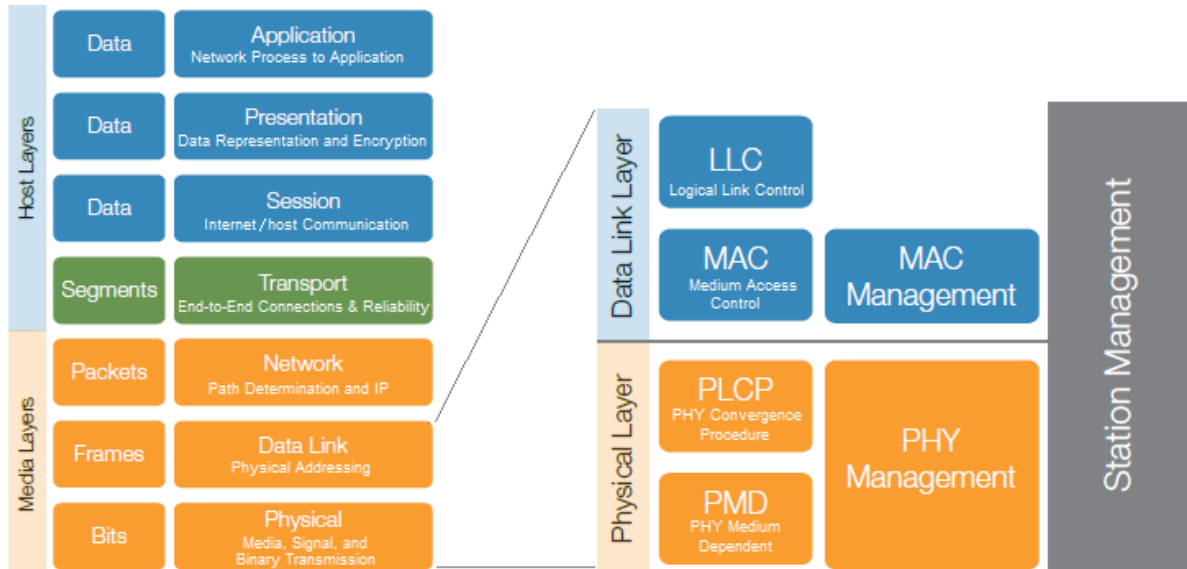 Host Layers
Data
Application
Network Process to Application
Data
Presentation
Data Representation and Encryption
Data
Session
Internet/host Communication
Segments
Transport
End-to-End Connections & Reliability
Media Layers
Packets
Network
Path Determination and IP
Frames
Data Link
Physical Addressing
Bits
Physical
Media, Signal, and
Binary Transmission
Data Link Layer
LLC
Logical Link Control
MAC
Medium Access
Control
MAC
Management
Physical Layer
PLCP
PHY Convergence
Procedure
PMD
PHY Medium
Dependent
PHY
Management
Station Management